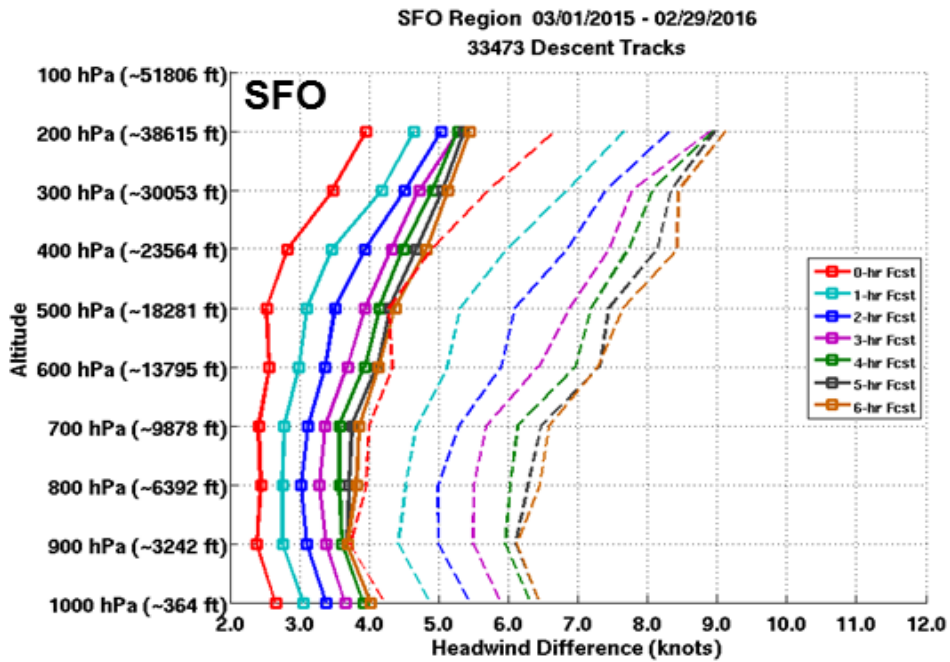 SFO Region 03/01/2015 - 02/29/2016
33473 Descent Tracks
SFO
100 hPa (~51806 ft)
200 hPa (~38615 ft)
300 hPa (~30053 ft)
400 hPa (~23564 ft)
500 hPa (~18281 ft)
600 hPa (~13795 ft)
700 hPa (~9878 ft)
800 hPa (~6392 ft)
900 hPa (~3242 ft)
1000 hPa (~364 ft)
Altitude
0-hr Fcst
1-hr Fcst
2-hr Fcst
3-hr Fcst
4-hr Fcst
5-hr Fcst
6-hr Fcst
2.0 3.0 4.0 5.0 6.0 7.0 8.0 9.0 10.0 11.0 12.0
Headwind Difference (knots)